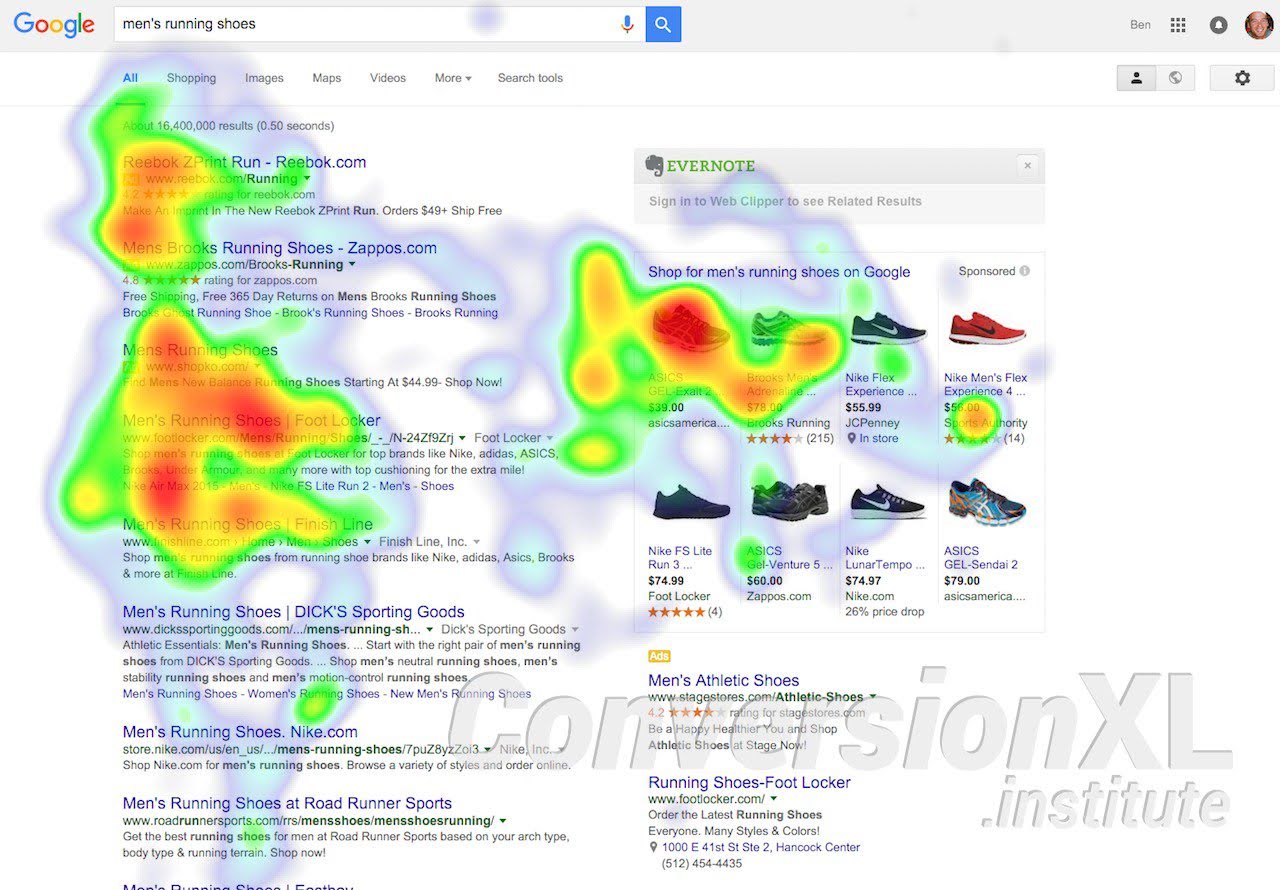 Google
men's running shoes
Ben
All Shopping Images Maps Videos More Search tools
About 16,400,000 results (0.50 seconds)
Reebok ZPrint Run - Reebok.com
Ad www.reebok.com/Running
4.2 ★★★★ rating for reebok.com
Make An Imprint In The New Reebok ZPrint Run. Orders $49+ Ship Free
Mens Brooks Running Shoes - Zappos.com
Ad www.zappos.com/Brooks-Running
4.8 ★★★★★ rating for zappos.com
Free Shipping, Free 365 Day Returns on Mens Brooks Running Shoes
Brooks Ghost Running Shoe - Brook's Running Shoes - Brooks Running
Mens Running Shoes
Ad www.shopko.com/
Find Mens New Balance Running Shoes Starting At $44.99- Shop Now!
Men's Running Shoes | Foot Locker
www.footlocker.com/Mens/Running/Shoes/_-_/N-24Zf9Zrj Foot Locker
Shop men's running shoes at Foot Locker for top brands like Nike, adidas, ASICS,
Brooks, Under Armour, and many more with top cushioning for the extra mile!
Nike Air Max 2015 - Men's - Nike FS Lite Run 2 - Men's - Shoes
Men's Running Shoes | Finish Line
www.finishline.com › Home › Men › Shoes Finish Line, Inc.
Shop men's running shoes from running shoe brands like Nike, adidas, Asics, Brooks
& more at Finish Line.
Men's Running Shoes | DICK'S Sporting Goods
www.dickssportinggoods.com/.../mens-running-sh... Dick's Sporting Goods
Athletic Essentials: Men's Running Shoes. ... Start with the right pair of men's running
shoes from DICK'S Sporting Goods. ... Shop men's neutral running shoes, men's
stability running shoes and men's motion-control running shoes.
Men's Running Shoes - Women's Running Shoes - New Men's Running Shoes
Men's Running Shoes. Nike.com
store.nike.com/us/en_us/.../mens-running-shoes/7puZ8yzZoi3 Nike, Inc.
Shop Nike.com for men's running shoes. Browse a variety of styles and order online.
Men's Running Shoes at Road Runner Sports
www.roadrunnersports.com/rrs/mensshoes/mensshoesrunning/
Get the best running shoes for men at Road Runner Sports based on your arch type,
body type & running terrain. Shop now!
Men's Running Shoes | Eastbay
EVERNOTE
Sign in to Web Clipper to see Related Results
Shop for men's running shoes on Google Sponsored
ASICS
GEL-Exalt 2 ...
$39.00
asicsamerica....
Brooks Men's
Adrenaline ...
$78.00
Brooks Running
★★★★★ (215)
Nike Flex
Experience ...
$55.99
JCPenney
In store
Nike Men's Flex
Experience 4 ...
$56.00
Sports Authority
★★★★★ (14)
Nike FS Lite
Run 3 ...
$74.99
Foot Locker
★★★★★ (4)
ASICS
Gel-Venture 5 ...
$60.00
Zappos.com
Nike
LunarTempo ...
$74.97
Nike.com
26% price drop
ASICS
GEL-Sendai 2
$79.00
asicsamerica....
Ads
Men's Athletic Shoes
www.stagestores.com/Athletic-Shoes
4.2 ★★★★★ rating for stagestores.com
Be a Happy Healthier You and Shop
Athletic Shoes at Stage Now!
Running Shoes-Foot Locker
www.footlocker.com/
Order the Latest Running Shoes
Everyone. Many Styles & Colors!
1000 E 41st St Ste 2, Hancock Center
(512) 454-4435
ConversionXL
.institute